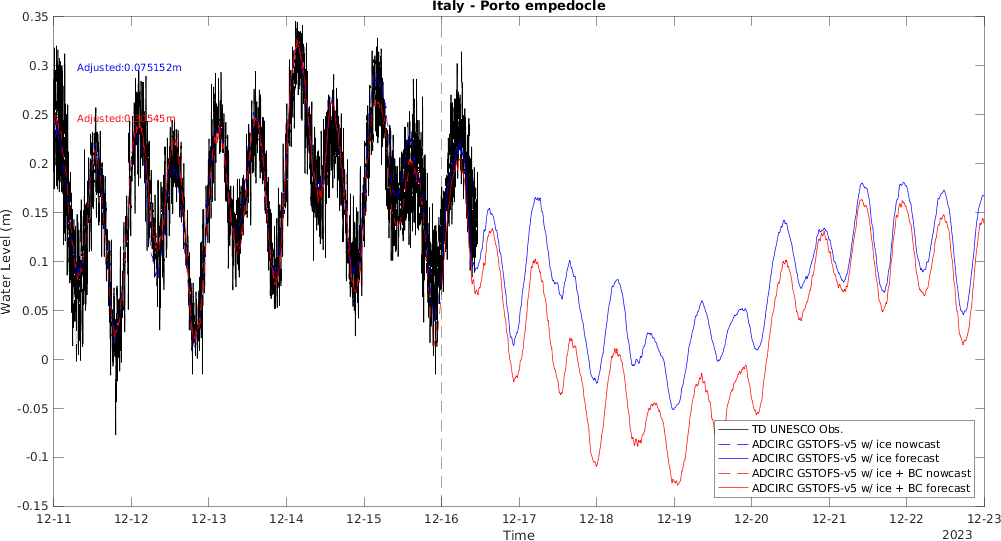 Italy - Porto empedocle
0.35
0.3
0.25
0.2
0.15
0.1
0.05
0
-0.05
-0.1
-0.15
Water Level (m)
Adjusted:0.075152m
TD UNESCO Obs.
ADCIRC GSTOFS-v5 w/ ice nowcast
ADCIRC GSTOFS-v5 w/ ice forecast
ADCIRC GSTOFS-v5 w/ ice + BC nowcast
ADCIRC GSTOFS-v5 w/ ice + BC forecast
12-11 12-12 12-13 12-14 12-15 12-16 12-17 12-18 12-19 12-20 12-21 12-22 12-23
Time
2023